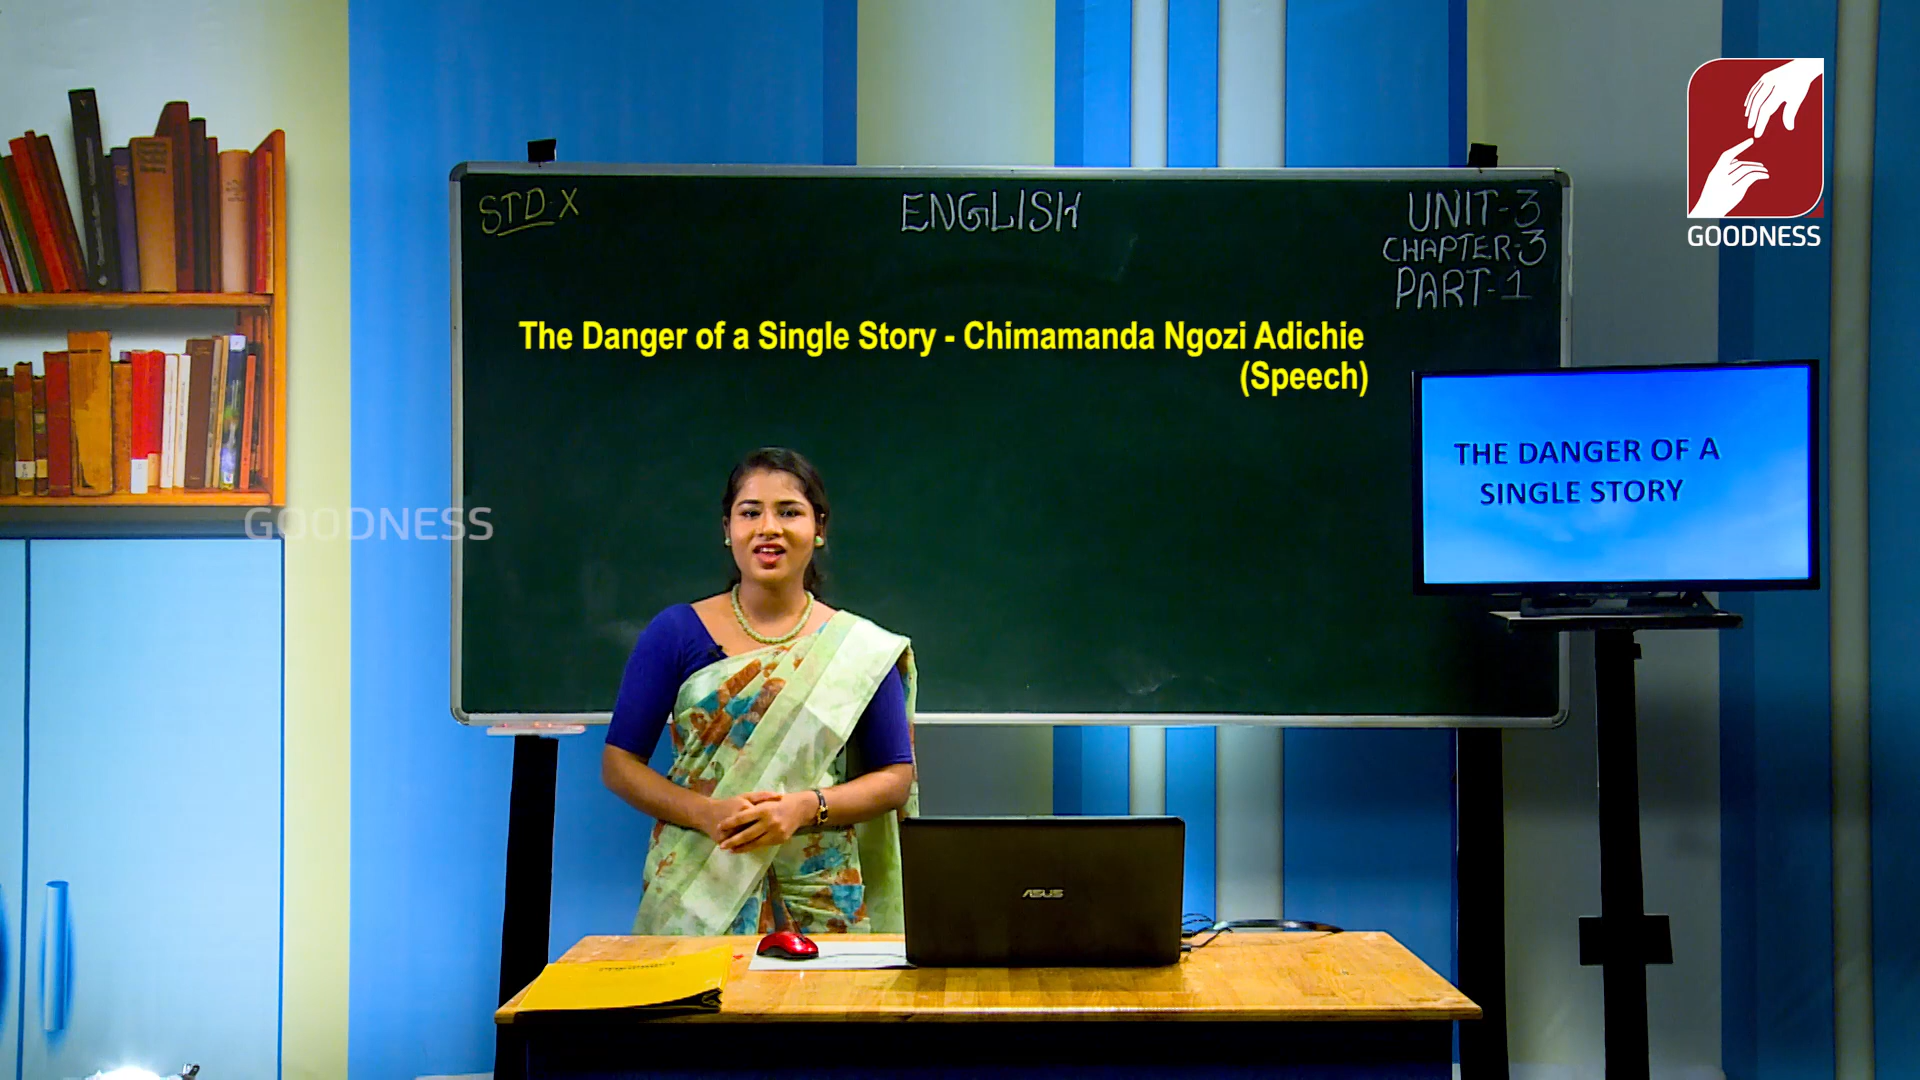 STD-X
ENGLISH
UNIT-3
CHAPTER-3
PART-1
GOODNESS
The Danger of a Single Story - Chimamanda Ngozi Adichie
(Speech)
THE DANGER OF A
SINGLE STORY
GOODNESS
ASUS